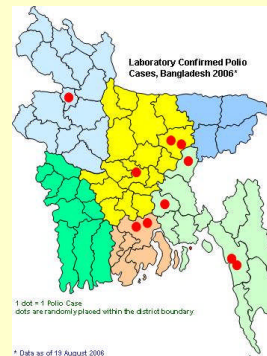 Laboratory Confirmed Polio
Cases, Bangladesh 2006*
1 dot = 1 Polio Case
dots are randomly placed within the district boundary
* Data as of 19 August 2006